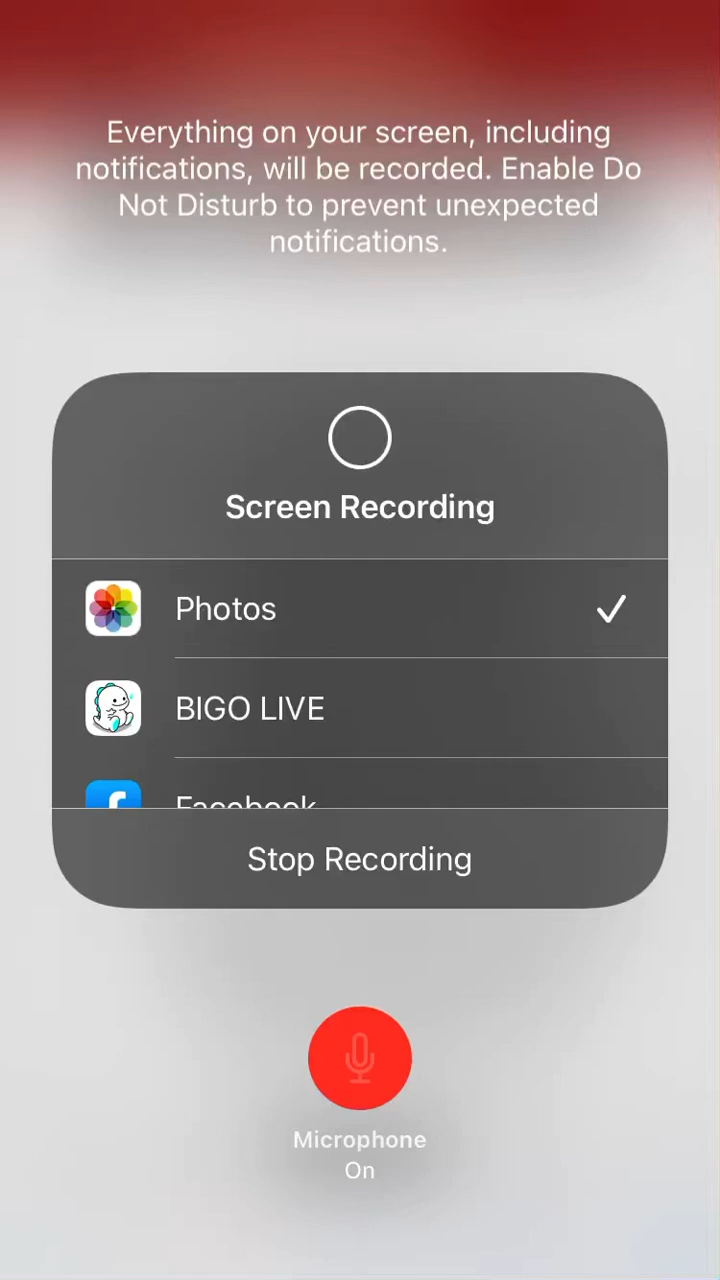 Everything on your screen, including
notifications, will be recorded. Enable Do
Not Disturb to prevent unexpected
notifications.
Screen Recording
Photos
BIGO LIVE
Facebook
Stop Recording
Microphone
On